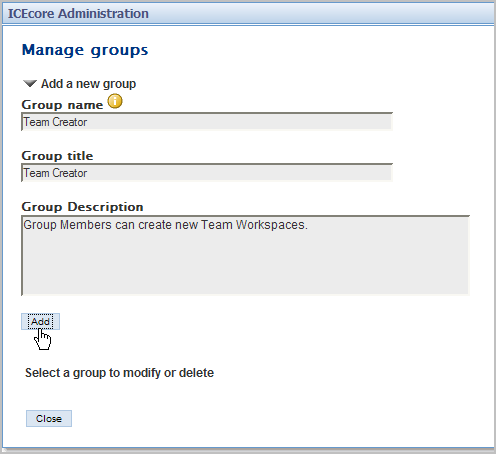 ICEcore Administration
Manage groups
Add a new group
Group name
Team Creator
Group title
Team Creator
Group Description
Group Members can create new Team Workspaces.
Add
Select a group to modify or delete
Close